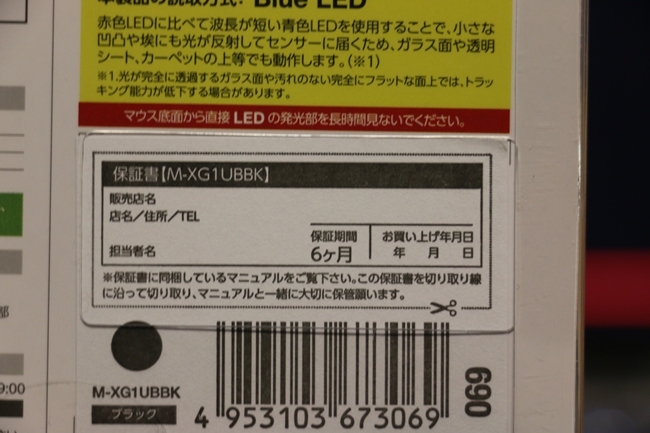 Blue LED
赤色LEDに比べて波長が短い青色LEDを使用することで、小さな
凹凸や埃にも光が反射してセンサーに届くため、ガラス面や透明
シート、カーペットの上等でも動作します。(※1)
※1.光が完全に透過するガラス面や汚れのない完全にフラットな面上では、トラッ
キング能力が低下する場合があります。
マウス底面から直接 LED の発光部を長時間見ないでください。
保証書【M-XG1UBBK】
販売店名
店名／住所／TEL
担当者名
保証期間
6ヶ月
お買い上げ年月日
年 月 日
※保証書に同梱しているマニュアルをご覧下さい。この保証書を切り取り線
に沿って切り取り、マニュアルと一緒に大切に保管願います。
M-XG1UBBK
ブラック
4 953103 673069
069
9:00